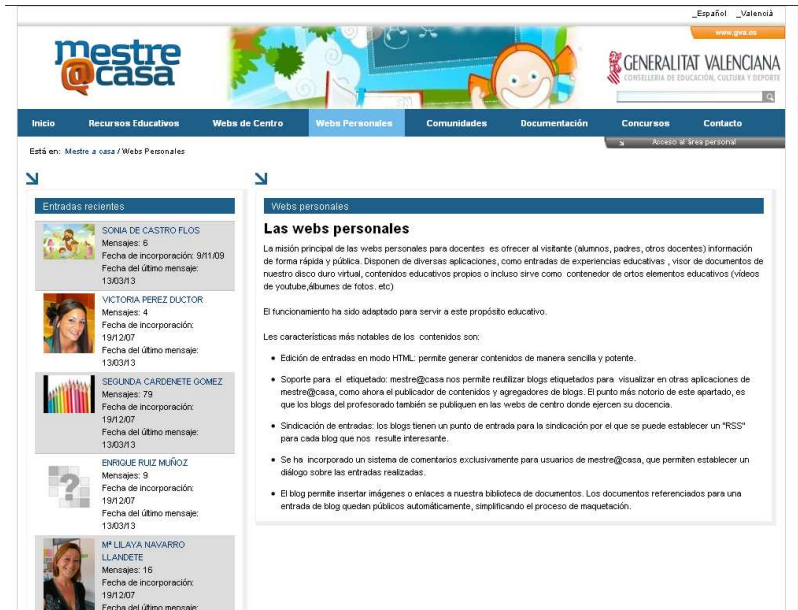 _Español _Valencià
www.gva.es
mestre
@casa
GENERALITAT VALENCIANA
CONSELLERIA DE EDUCACIÓN, CULTURA Y DEPORTE
Inicio Recursos Educativos Webs de Centro Webs Personales Comunidades Documentación Concursos Contacto
Está en: Mestre a casa / Webs Personales
Acceso al área personal
Entradas recientes
SONIA DE CASTRO FLOS
Mensajes: 6
Fecha de incorporación: 9/11/09
Fecha del último mensaje:
13/03/13
VICTORIA PEREZ DUCTOR
Mensajes: 4
Fecha de incorporación:
19/12/07
Fecha del último mensaje:
13/03/13
SEGUNDA CARDENETE GOMEZ
Mensajes: 79
Fecha de incorporación:
19/12/07
Fecha del último mensaje:
13/03/13
ENRIQUE RUIZ MUÑOZ
Mensajes: 9
Fecha de incorporación:
19/12/07
Fecha del último mensaje:
13/03/13
Mª LILAYA NAVARRO
LLANDETE
Mensajes: 16
Fecha de incorporación:
19/12/07
Fecha del último mensaje:
Webs personales
Las webs personales
La misión principal de las webs personales para docentes es ofrecer al visitante (alumnos, padres, otros docentes) información
de forma rápida y pública. Disponen de diversas aplicaciones, como entradas de experiencias educativas , visor de documentos de
nuestro disco duro virtual, contenidos educativos propios o incluso sirve como contenedor de ortos elementos educativos (vídeos
de youtube,álbumes de fotos. etc)
El funcionamiento ha sido adaptado para servir a este propósito educativo.
Les características más notables de los contenidos son:
• Edición de entradas en modo HTML: permite generar contenidos de manera sencilla y potente.
• Soporte para el etiquetado: mestre@casa nos permite reutilizar blogs etiquetados para visualizar en otras aplicaciones de
mestre@casa, como ahora el publicador de contenidos y agregadores de blogs. El punto más notorio de este apartado, es
que los blogs del profesorado también se publiquen en las webs de centro donde ejercen su docencia.
• Sindicación de entradas: los blogs tienen un punto de entrada para la sindicación por el que se puede establecer un "RSS"
para cada blog que nos resulte interesante.
• Se ha incorporado un sistema de comentarios exclusivamente para usuarios de mestre@casa, que permiten establecer un
diálogo sobre las entradas realizadas.
• El blog permite insertar imágenes o enlaces a nuestra biblioteca de documentos. Los documentos referenciados para una
entrada de blog quedan públicos automáticamente, simplificando el proceso de maquetación.